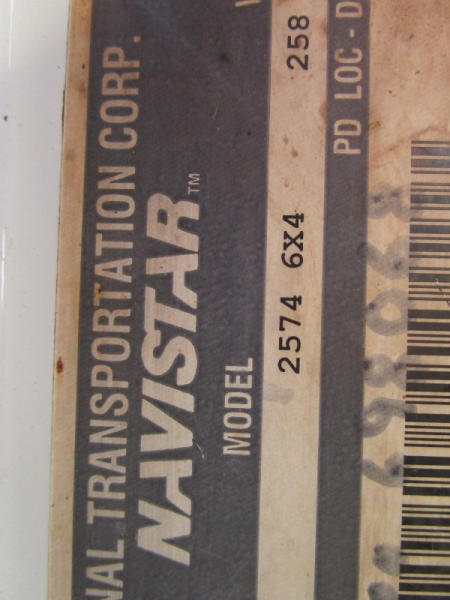 NAL TRANSPORTATION CORP.
NAVISTAR™
MODEL
2574 6X4 258
PD LOC - D